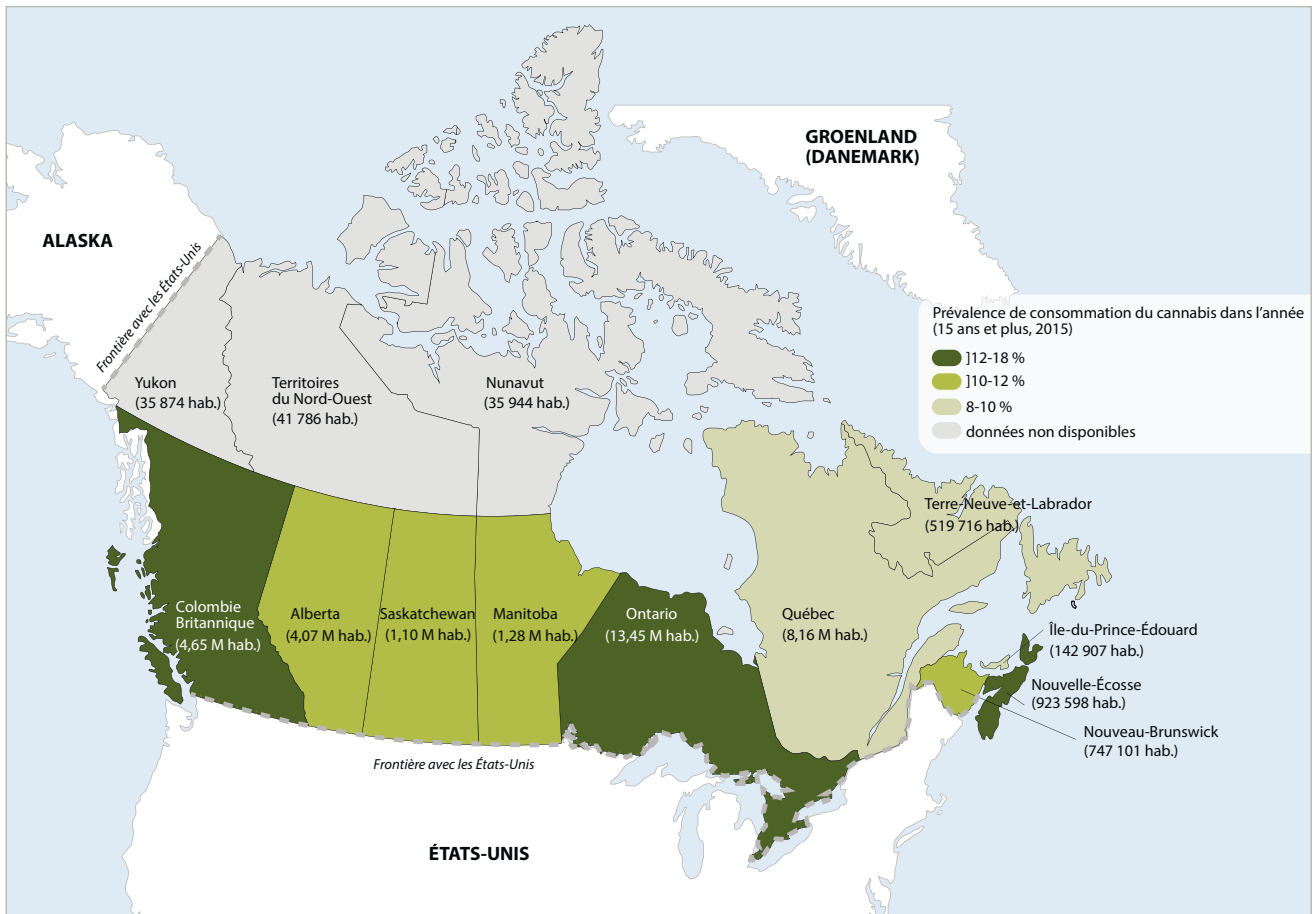 GROENLAND
(DANEMARK)
ALASKA
Frontière avec les États-Unis
Prévalence de consommation du cannabis dans l'année
(15 ans et plus, 2015)
]12-18 %
]10-12 %
8-10 %
données non disponibles
Yukon
(35 874 hab.)
Territoires
du Nord-Ouest
(41 786 hab.)
Nunavut
(35 944 hab.)
Terre-Neuve-et-Labrador
(519 716 hab.)
Colombie
Britannique
(4,65 M hab.)
Alberta
(4,07 M hab.)
Saskatchewan
(1,10 M hab.)
Manitoba
(1,28 M hab.)
Ontario
(13,45 M hab.)
Québec
(8,16 M hab.)
Île-du-Prince-Édouard
(142 907 hab.)
Nouvelle-Écosse
(923 598 hab.)
Nouveau-Brunswick
(747 101 hab.)
Frontière avec les États-Unis
ÉTATS-UNIS